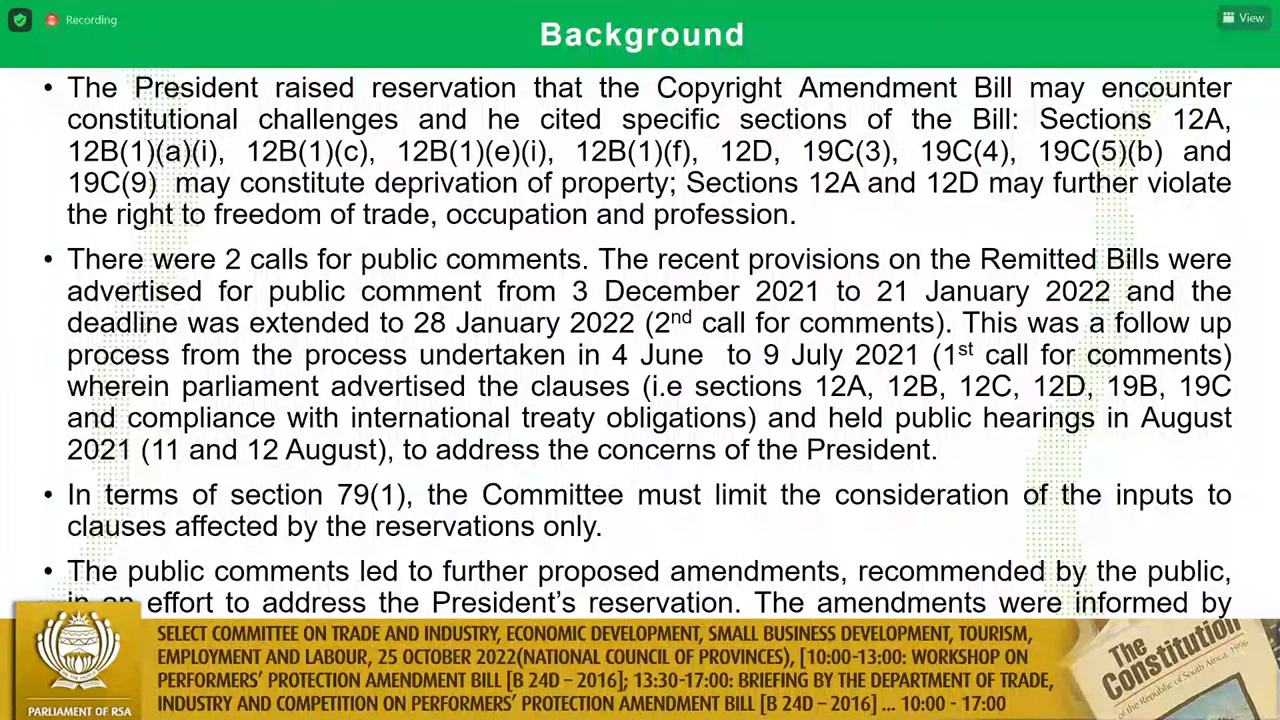 Recording
View
Background
• The President raised reservation that the Copyright Amendment Bill may encounter
constitutional challenges and he cited specific sections of the Bill: Sections 12A,
12B(1)(a)(i), 12B(1)(c), 12B(1)(e)(i), 12B(1)(f), 12D, 19C(3), 19C(4), 19C(5)(b) and
19C(9) may constitute deprivation of property; Sections 12A and 12D may further violate
the right to freedom of trade, occupation and profession.
• There were 2 calls for public comments. The recent provisions on the Remitted Bills were
advertised for public comment from 3 December 2021 to 21 January 2022 and the
deadline was extended to 28 January 2022 (2nd call for comments). This was a follow up
process from the process undertaken in 4 June to 9 July 2021 (1st call for comments)
wherein parliament advertised the clauses (i.e sections 12A, 12B, 12C, 12D, 19B, 19C
and compliance with international treaty obligations) and held public hearings in August
2021 (11 and 12 August), to address the concerns of the President.
• In terms of section 79(1), the Committee must limit the consideration of the inputs to
clauses affected by the reservations only.
• The public comments led to further proposed amendments, recommended by the public,
in an effort to address the President's reservation. The amendments were informed by
SELECT COMMITTEE ON TRADE AND INDUSTRY, ECONOMIC DEVELOPMENT, SMALL BUSINESS DEVELOPMENT, TOURISM,
EMPLOYMENT AND LABOUR, 25 OCTOBER 2022(NATIONAL COUNCIL OF PROVINCES), [10:00-13:00: WORKSHOP ON
PERFORMERS' PROTECTION AMENDMENT BILL [B 24D – 2016]; 13:30-17:00: BRIEFING BY THE DEPARTMENT OF TRADE,
INDUSTRY AND COMPETITION ON PERFORMERS' PROTECTION AMENDMENT BILL [B 24D – 2016] ... 10:00 - 17:00
PARLIAMENT OF RSA
The
Constitution
of the Republic of South Africa, 1996